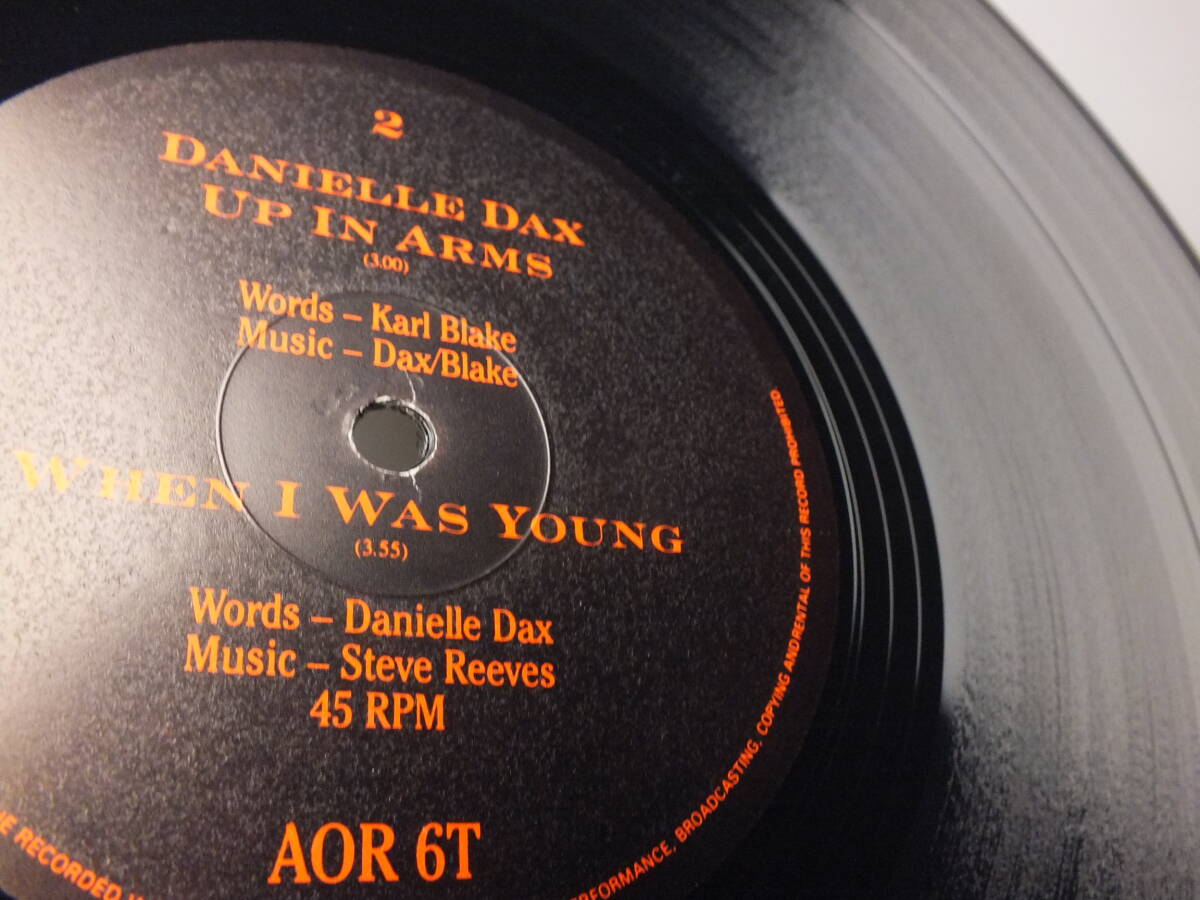 2
DANIELLE DAX
UP IN ARMS
(3.00)
Words – Karl Blake
Music – Dax/Blake
WHEN I WAS YOUNG
(3.55)
Words – Danielle Dax
Music – Steve Reeves
45 RPM
AOR 6T
RECORDED
BROADCASTING, COPYING AND RENTAL OF THIS RECORD PROHIBITED.